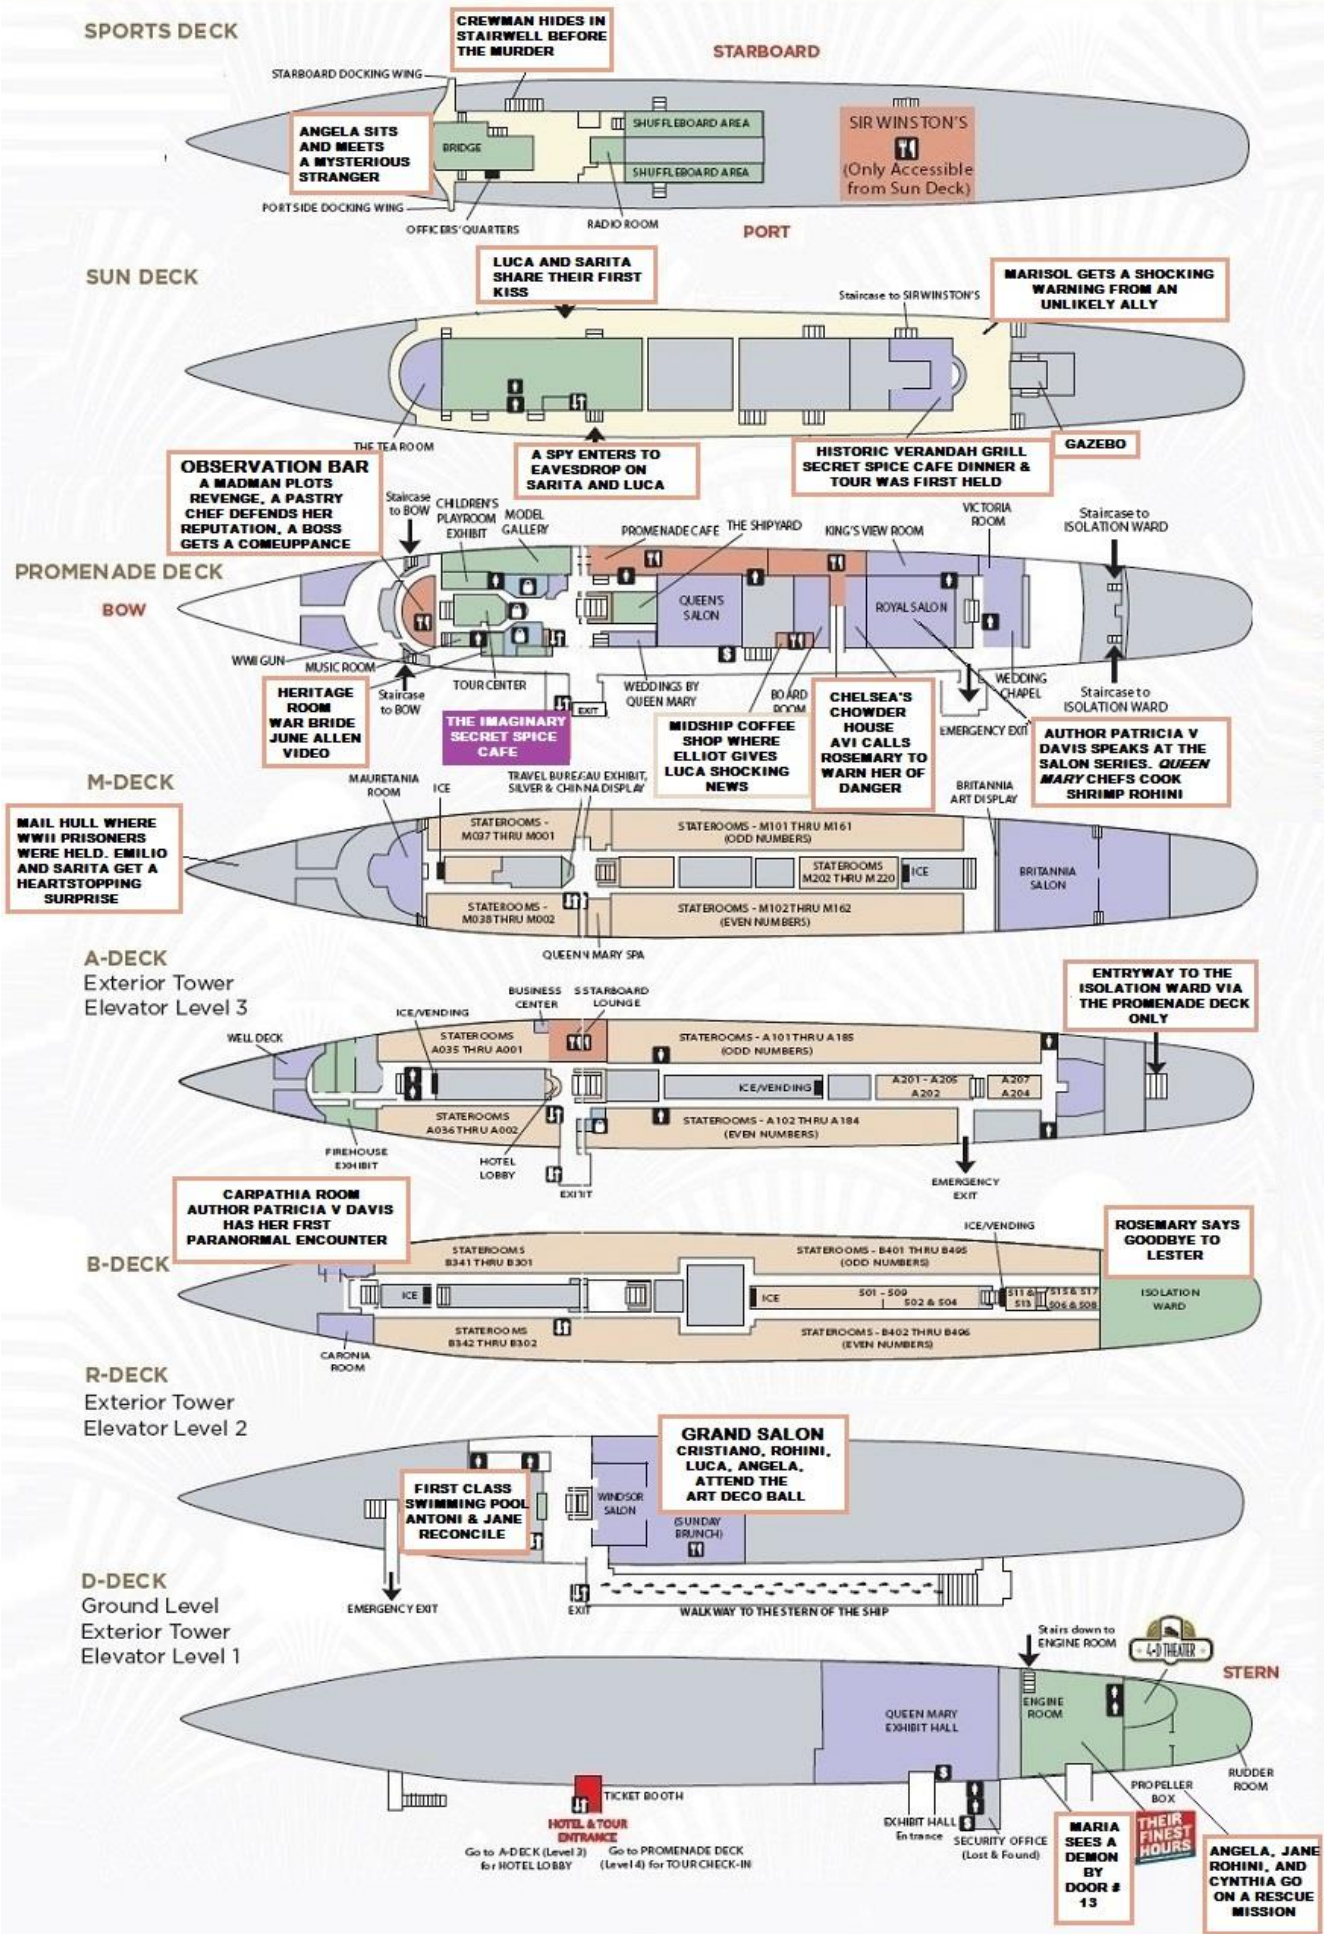 SPORTS DECK
CREWMAN HIDES IN
STAIRWELL BEFORE
THE MURDER
STARBOARD
STARBOARD DOCKING WING
ANGELA SITS
AND MEETS
A MYSTERIOUS
STRANGER
BRIDGE
SHUFFLEBOARD AREA
SHUFFLEBOARD AREA
SIR WINSTON'S
(Only Accessible
from Sun Deck)
PORTSIDE DOCKING WING
OFFICERS' QUARTERS
RADIO ROOM
PORT
SUN DECK
LUCA AND SARITA
SHARE THEIR FIRST
KISS
Staircase to SIR WINSTON'S
MARISOL GETS A SHOCKING
WARNING FROM AN
UNLIKELY ALLY
THE TEA ROOM
A SPY ENTERS TO
EAVESDROP ON
SARITA AND LUCA
HISTORIC VERANDAH GRILL
SECRET SPICE CAFE DINNER &
TOUR WAS FIRST HELD
GAZEBO
OBSERVATION BAR
A MADMAN PLOTS
REVENGE, A PASTRY
CHEF DEFENDS HER
REPUTATION, A BOSS
GETS A COMEUPPANCE
Staircase
to BOW
CHILDREN'S
PLAYROOM
EXHIBIT
MODEL
GALLERY
PROMENADE CAFE
THE SHIPYARD
KING'S VIEW ROOM
VICTORIA
ROOM
Staircase to
ISOLATION WARD
PROMENADE DECK
BOW
QUEEN'S
SALON
ROYAL SALON
WWII GUN
MUSIC ROOM
Staircase
to BOW
TOUR CENTER
EXIT
WEDDINGS BY
QUEEN MARY
BOARD
ROOM
EMERGENCY EXIT
WEDDING
CHAPEL
Staircase to
ISOLATION WARD
HERITAGE
ROOM
WAR BRIDE
JUNE ALLEN
VIDEO
THE IMAGINARY
SECRET SPICE
CAFE
MIDSHIP COFFEE
SHOP WHERE
ELLIOT GIVES
LUCA SHOCKING
NEWS
CHELSEA'S
CHOWDER
HOUSE
AVI CALLS
ROSEMARY TO
WARN HER OF
DANGER
AUTHOR PATRICIA V
DAVIS SPEAKS AT THE
SALON SERIES. QUEEN
MARY CHEFS COOK
SHRIMP ROHINI
M-DECK
MAURETANIA
ROOM
ICE
TRAVEL BUREAU EXHIBIT,
SILVER & CHINNA DISPLAY
BRITANNIA
ART DISPLAY
MAIL HULL WHERE
WWII PRISONERS
WERE HELD. EMILIO
AND SARITA GET A
HEARTSTOPPING
SURPRISE
STATEROOMS -
M037 THRU M001
STATEROOMS - M101 THRU M161
(ODD NUMBERS)
STATEROOMS
M202 THRU M220
ICE
BRITANNIA
SALON
STATEROOMS -
M038 THRU M002
STATEROOMS - M102 THRU M162
(EVEN NUMBERS)
QUEEN MARY SPA
A-DECK
Exterior Tower
Elevator Level 3
ENTRYWAY TO THE
ISOLATION WARD VIA
THE PROMENADE DECK
ONLY
WELL DECK
ICE/VENDING
BUSINESS
CENTER
SSTARBOARD
LOUNGE
STATEROOMS
A035 THRU A001
STATEROOMS - A101 THRU A185
(ODD NUMBERS)
ICE/VENDING
A201 - A205
A202
A207
A204
STATEROOMS
A036 THRU A002
STATEROOMS - A102 THRU A184
(EVEN NUMBERS)
FIREHOUSE
EXHIBIT
HOTEL
LOBBY
EXIT
EMERGENCY
EXIT
CARPATHIA ROOM
AUTHOR PATRICIA V DAVIS
HAS HER FRST
PARANORMAL ENCOUNTER
ICE/VENDING
ROSEMARY SAYS
GOODBYE TO
LESTER
B-DECK
STATEROOMS
B341 THRU B301
STATEROOMS - B401 THRU B495
(ODD NUMBERS)
ICE
ICE
501 - 509
502 & 504
511 &
513
515 & 517
506 & 508
ISOLATION
WARD
STATEROOMS
B342 THRU B302
STATEROOMS - B402 THRU B496
(EVEN NUMBERS)
CARONIA
ROOM
R-DECK
Exterior Tower
Elevator Level 2
GRAND SALON
CRISTIANO, ROHINI,
LUCA, ANGELA,
ATTEND THE
ART DECO BALL
FIRST CLASS
SWIMMING POOL
ANTONI & JANE
RECONCILE
WINDSOR
SALON
(SUNDAY
BRUNCH)
EMERGENCY EXIT
EXIT
WALKWAY TO THE STERN OF THE SHIP
D-DECK
Ground Level
Exterior Tower
Elevator Level 1
Stairs down to
ENGINE ROOM
4-D THEATER
STERN
QUEEN MARY
EXHIBIT HALL
ENGINE
ROOM
RUDDER
ROOM
PROPELLER
BOX
TICKET BOOTH
HOTEL & TOUR
ENTRANCE
Go to A-DECK (Level 3)
for HOTEL LOBBY
Go to PROMENADE DECK
(Level 4) for TOUR CHECK-IN
EXHIBIT HALL
Entrance
SECURITY OFFICE
(Lost & Found)
MARIA
SEES A
DEMON
BY
DOOR #
13
THEIR
FINEST
HOURS
ANGELA, JANE
ROHINI, AND
CYNTHIA GO
ON A RESCUE
MISSION